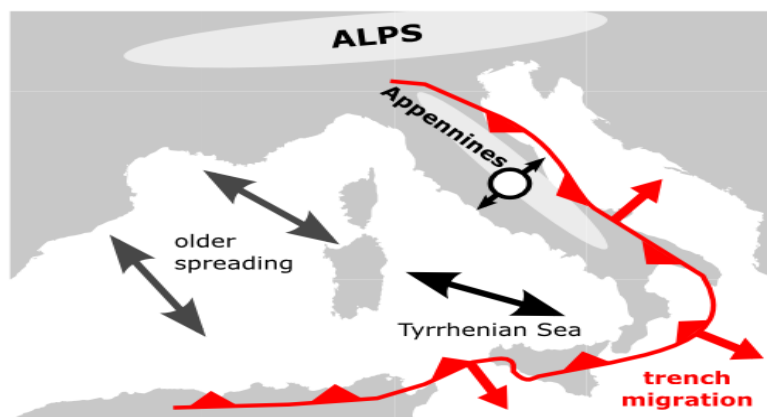 ALPS
Appennines
older
spreading
Tyrrhenian Sea
trench
migration